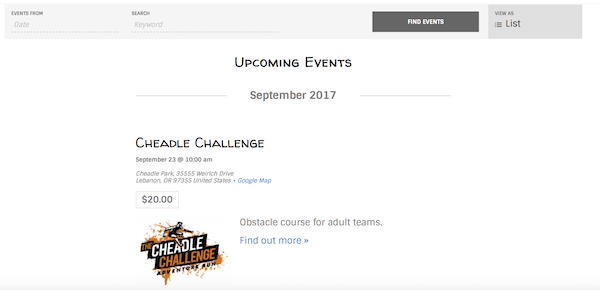 EVENTS FROM
Date
SEARCH
Keyword
FIND EVENTS
VIEW AS
List
Upcoming Events
September 2017
Cheadle Challenge
September 23 @ 10:00 am
Cheadle Park, 35555 Weirich Drive
Lebanon, OR 97355 United States + Google Map
$20.00
THE
CHEADLE
CHALLENGE
ADVENTURE RUN
Obstacle course for adult teams.
Find out more »